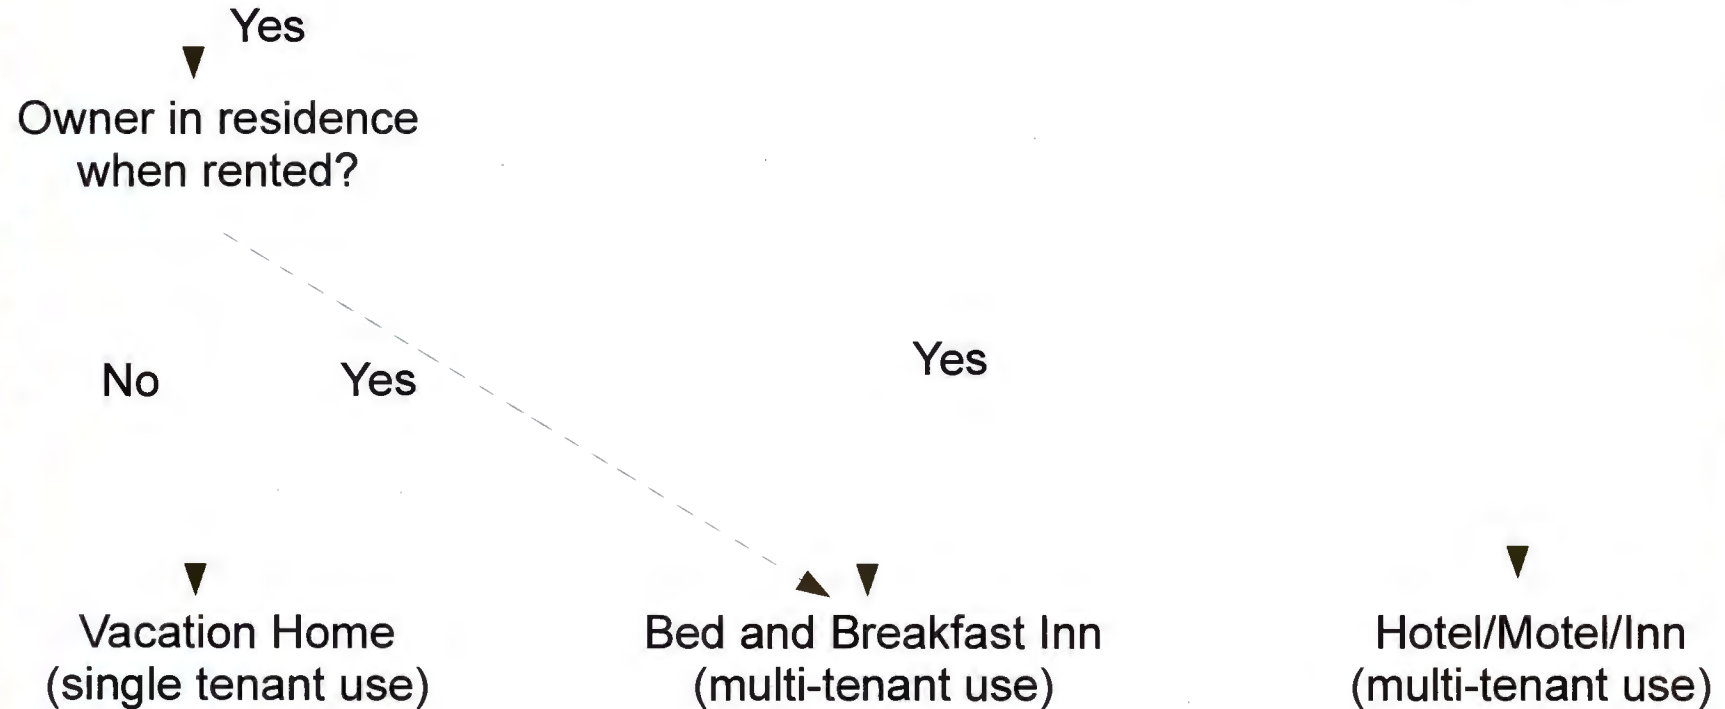 Yes
Owner in residence
when rented?
No
Yes
Yes
Vacation Home
(single tenant use)
Bed and Breakfast Inn
(multi-tenant use)
Hotel/Motel/Inn
(multi-tenant use)